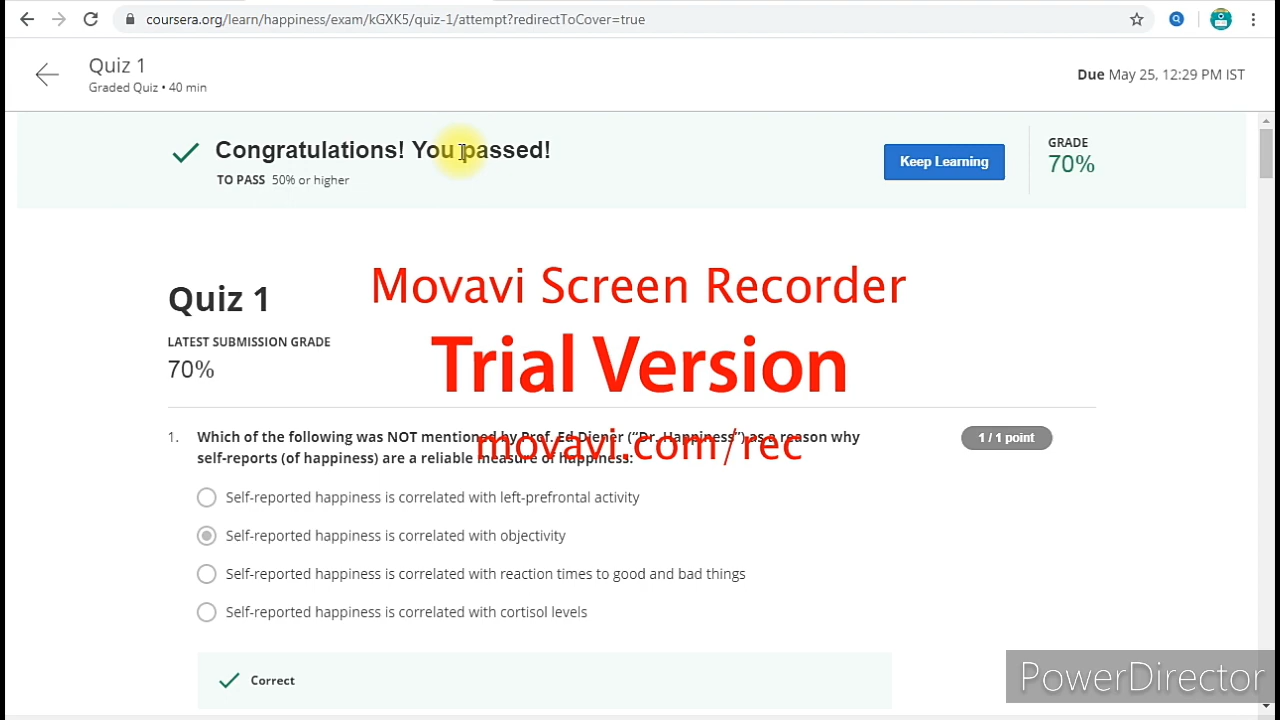 coursera.org/learn/happiness/exam/kGXK5/quiz-1/attempt?redirectToCover=true
Quiz 1
Graded Quiz • 40 min
Due May 25, 12:29 PM IST
Congratulations! You passed!
TO PASS 50% or higher
Keep Learning
GRADE
70%
Movavi Screen Recorder
Trial Version
movavi.com/rec
Quiz 1
LATEST SUBMISSION GRADE
70%
1. Which of the following was NOT mentioned by Prof. Ed Diener (“Dr. Happiness”) as a reason why
self-reports (of happiness) are a reliable measure of happiness:
1 / 1 point
Self-reported happiness is correlated with left-prefrontal activity
Self-reported happiness is correlated with objectivity
Self-reported happiness is correlated with reaction times to good and bad things
Self-reported happiness is correlated with cortisol levels
Correct
PowerDirector